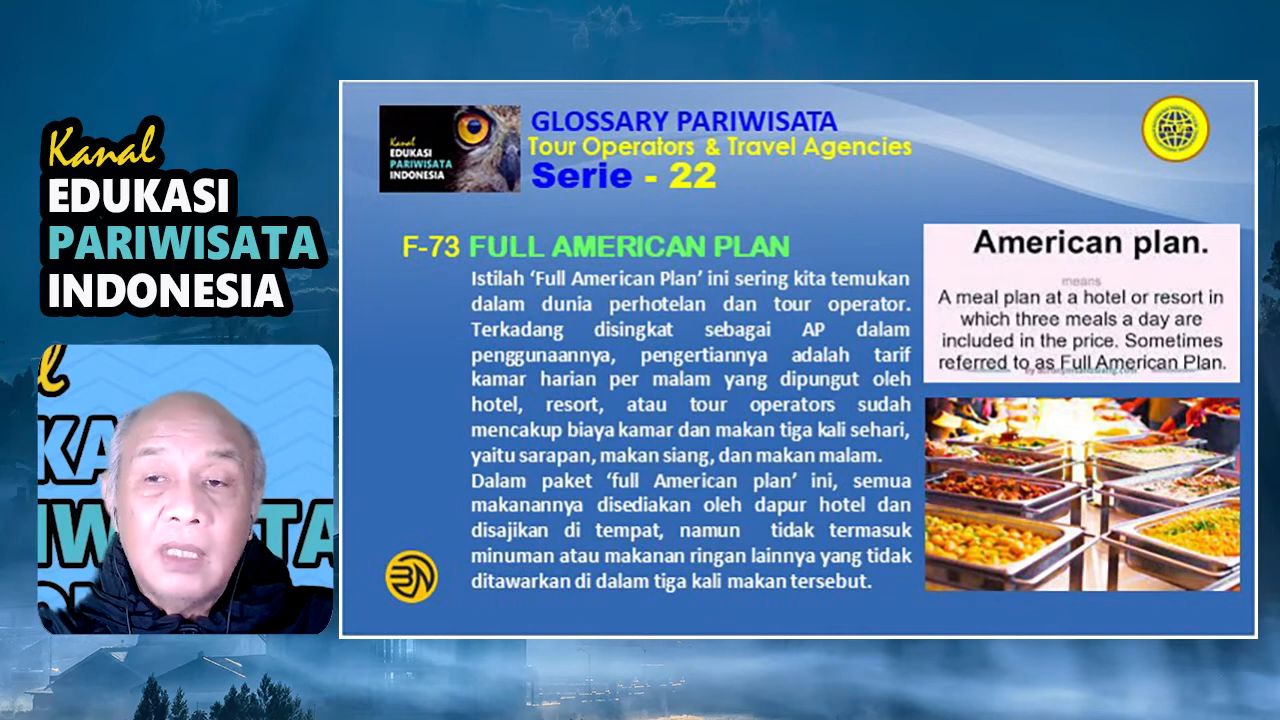 Kanal
EDUKASI
PARIWISATA
INDONESIA
Kanal
EDUKASI
PARIWISATA
INDONESIA
GLOSSARY PARIWISATA
Tour Operators & Travel Agencies
Serie - 22
F-73 FULL AMERICAN PLAN
Istilah ‘Full American Plan’ ini sering kita temukan
dalam dunia perhotelan dan tour operator.
Terkadang disingkat sebagai AP dalam
penggunaannya, pengertiannya adalah tarif
kamar harian per malam yang dipungut oleh
hotel, resort, atau tour operators sudah
mencakup biaya kamar dan makan tiga kali sehari,
yaitu sarapan, makan siang, dan makan malam.
Dalam paket ‘full American plan’ ini, semua
makanannya disediakan oleh dapur hotel dan
disajikan di tempat, namun tidak termasuk
minuman atau makanan ringan lainnya yang tidak
ditawarkan di dalam tiga kali makan tersebut.
American plan.
means
A meal plan at a hotel or resort in
which three meals a day are
included in the price. Sometimes
referred to as Full American Plan.
BN